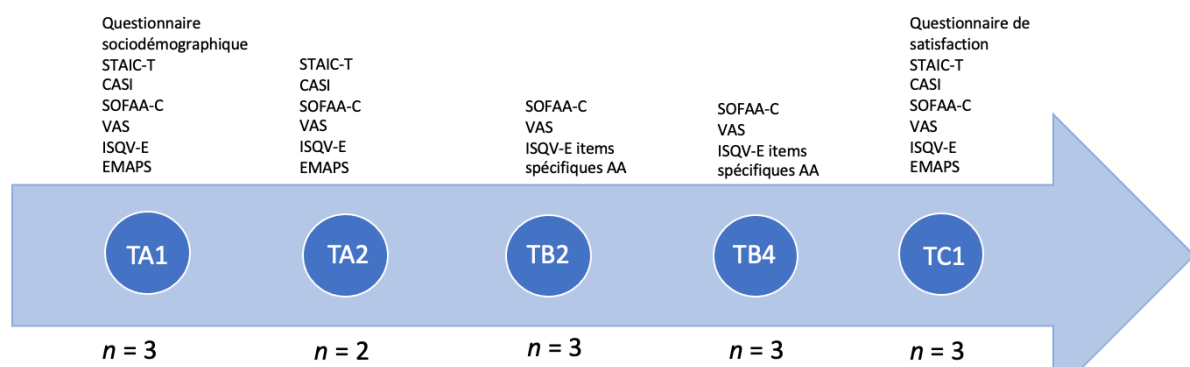 Questionnaire
sociodémographique
STAIC-T
CASI
SOFAA-C
VAS
ISQV-E
EMAPS
STAIC-T
CASI
SOFAA-C
VAS
ISQV-E
EMAPS
SOFAA-C
VAS
ISQV-E items
spécifiques AA
SOFAA-C
VAS
ISQV-E items
spécifiques AA
Questionnaire de
satisfaction
STAIC-T
CASI
SOFAA-C
VAS
ISQV-E
EMAPS
TA1
TA2
TB2
TB4
TC1
n = 3
n = 2
n = 3
n = 3
n = 3